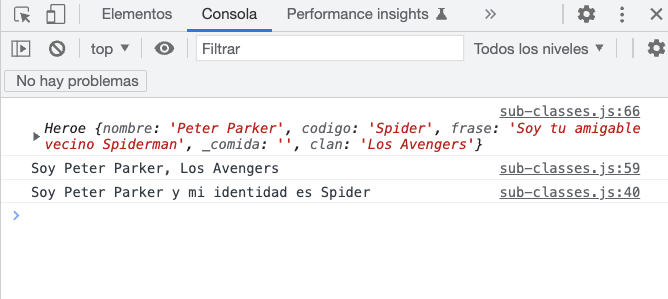 Elementos Consola Performance insights
top Filtrar Todos los niveles
No hay problemas
sub-classes.js:66
Heroe {nombre: 'Peter Parker', codigo: 'Spider', frase: 'Soy tu amigable
vecino Spiderman', _comida: '', clan: 'Los Avengers'}
Soy Peter Parker, Los Avengers sub-classes.js:59
Soy Peter Parker y mi identidad es Spider sub-classes.js:40